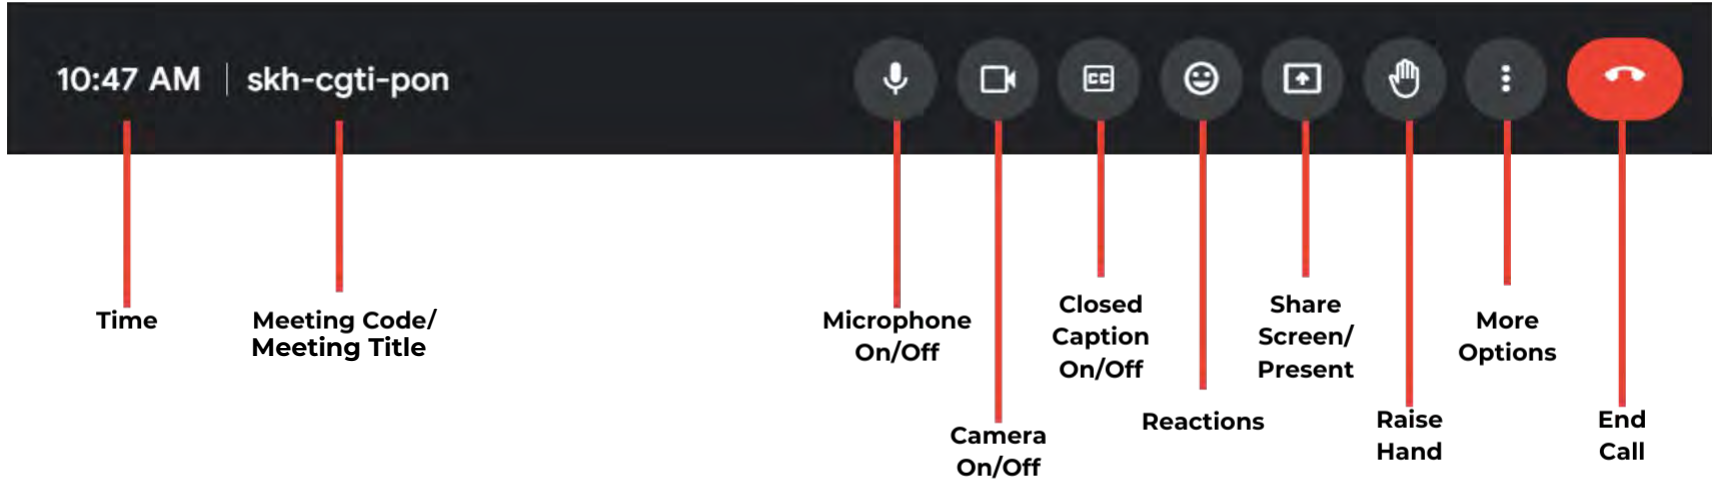 10:47 AM | skh-cgti-pon
CC
Time
Meeting Code/
Meeting Title
Microphone
On/Off
Camera
On/Off
Closed
Caption
On/Off
Reactions
Share
Screen/
Present
Raise
Hand
More
Options
End
Call